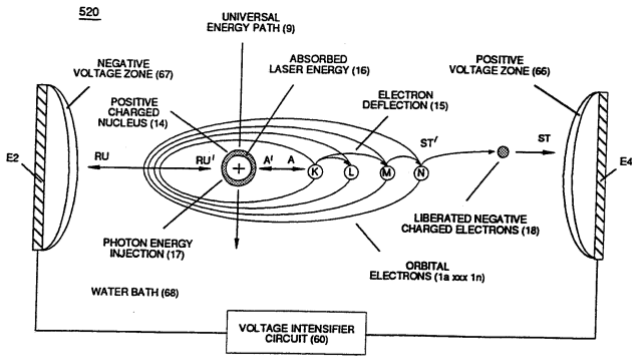 520
UNIVERSAL
ENERGY PATH (9)
NEGATIVE
VOLTAGE ZONE (67)
ABSORBED
LASER ENERGY (16)
POSITIVE
VOLTAGE ZONE (66)
POSITIVE
CHARGED
NUCLEUS (14)
ELECTRON
DEFLECTION (15)
E2
RU
RU'
+
A'
A
K
L
M
N
ST'
ST
E4
PHOTON ENERGY
INJECTION (17)
LIBERATED NEGATIVE
CHARGED ELECTRONS (18)
ORBITAL
ELECTRONS (1a xxx 1n)
WATER BATH (68)
VOLTAGE INTENSIFIER
CIRCUIT (60)